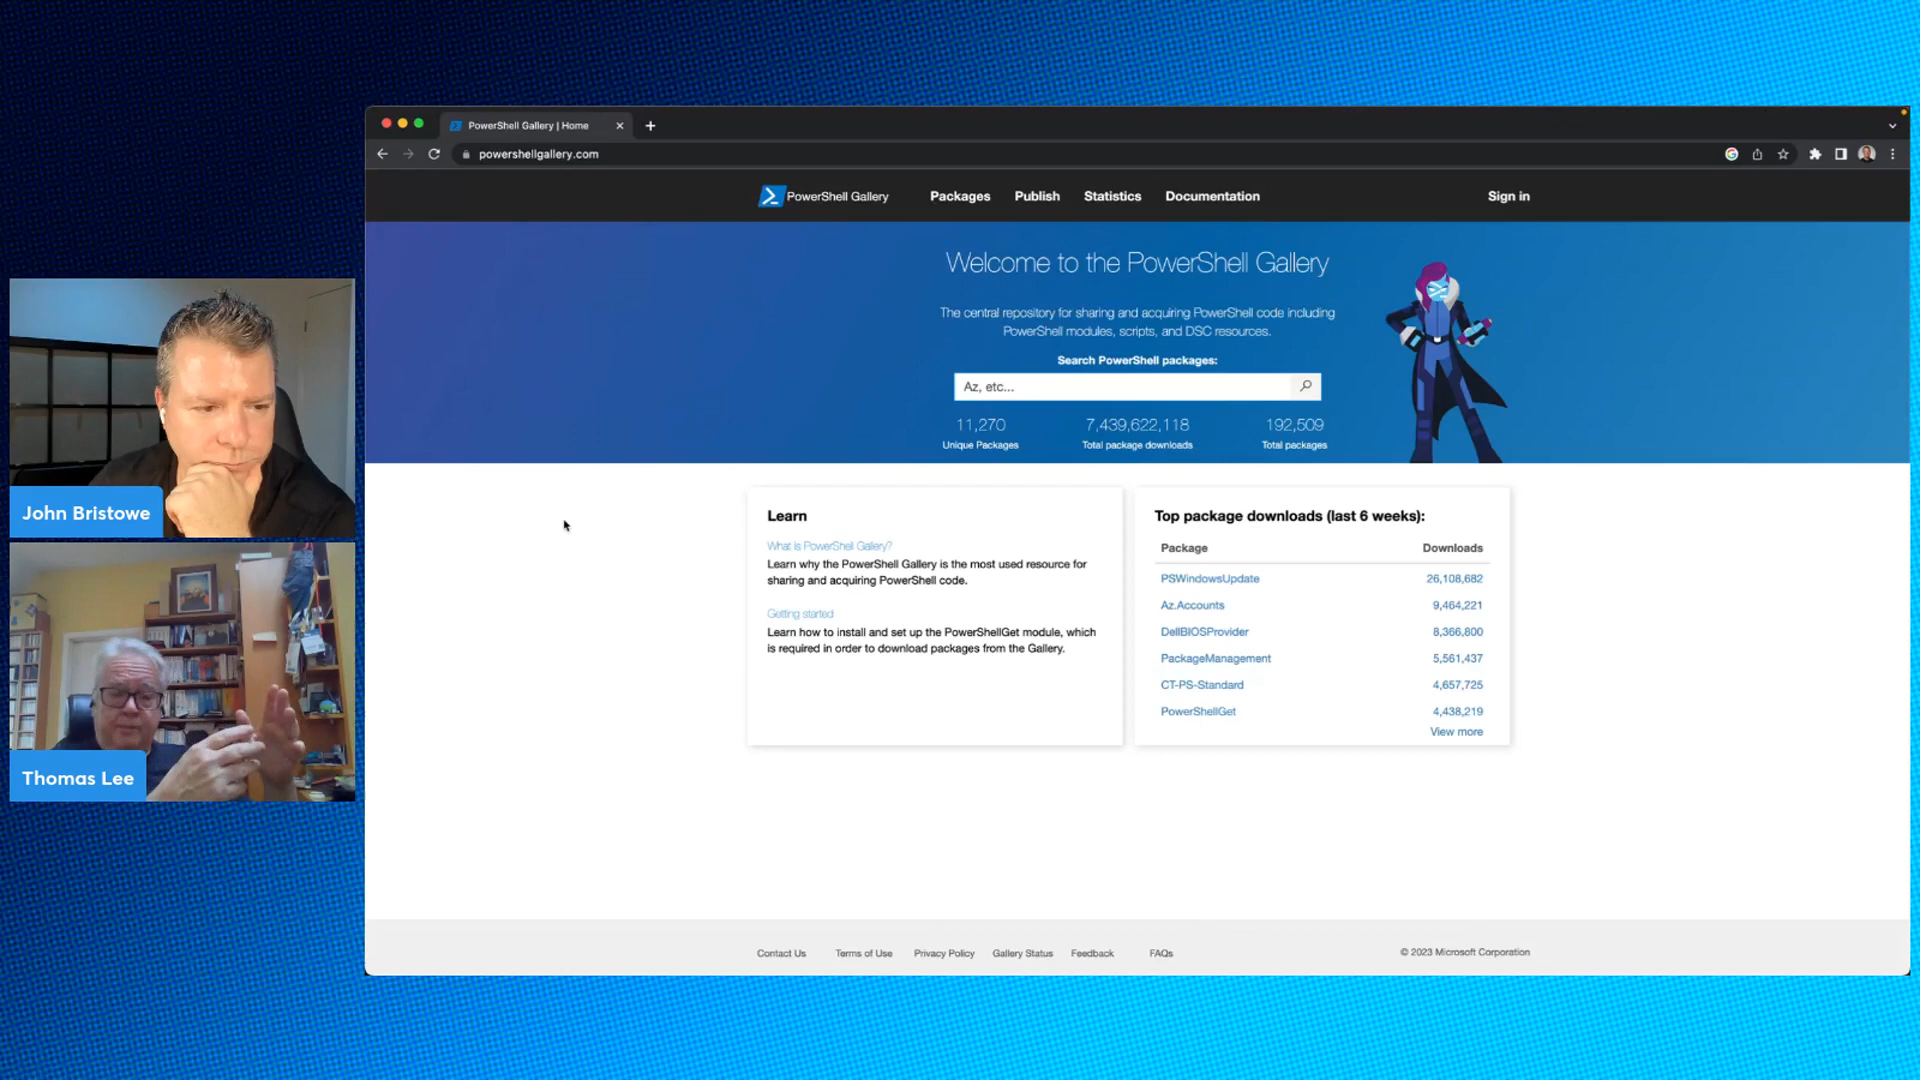 PowerShell Gallery | Home
powershellgallery.com
PowerShell Gallery
Packages
Publish
Statistics
Documentation
Sign in
Welcome to the PowerShell Gallery
The central repository for sharing and acquiring PowerShell code including
PowerShell modules, scripts, and DSC resources.
Search PowerShell packages:
Az, etc...
11,270
7,439,622,118
192,509
Unique Packages
Total package downloads
Total packages
John Bristowe
Thomas Lee
Learn
What is PowerShell Gallery?
Learn why the PowerShell Gallery is the most used resource for
sharing and acquiring PowerShell code.
Getting started
Learn how to install and set up the PowerShellGet module, which
is required in order to download packages from the Gallery.
Top package downloads (last 6 weeks):
Package Downloads
PSWindowsUpdate 26,108,682
Az.Accounts 9,464,221
DellBIOSProvider 8,366,800
PackageManagement 5,561,437
CT-PS-Standard 4,657,725
PowerShellGet 4,438,219
View more
Contact Us
Terms of Use
Privacy Policy
Gallery Status
Feedback
FAQs
© 2023 Microsoft Corporation